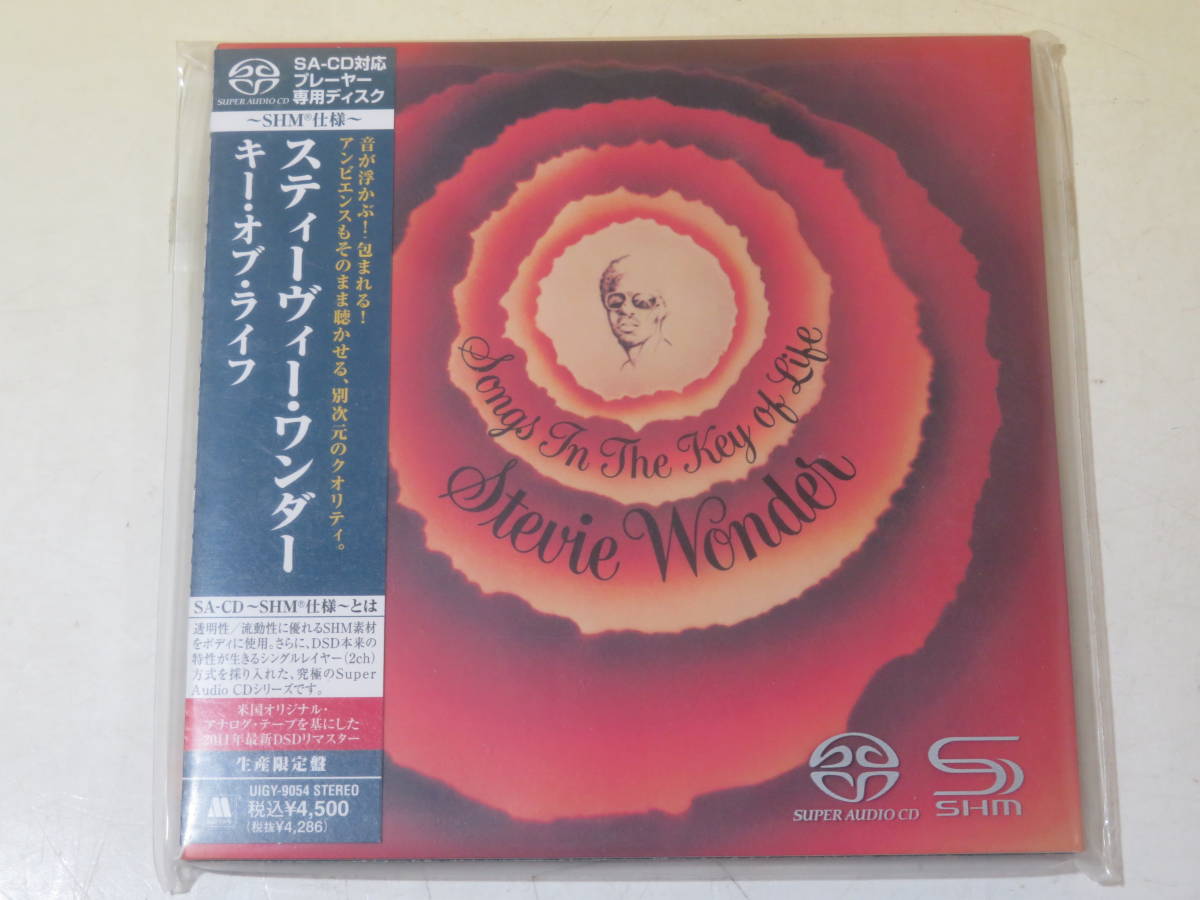 SUPER AUDIO CD
SA-CD対応
プレーヤー
専用ディスク
～SHM®仕様～
音が浮かぶ！包まれる！
アンビエンスもそのまま聴かせる、別次元のクオリティ。
スティーヴィー・ワンダー
キー・オブ・ライフ
SA-CD～SHM®仕様～とは
透明性／流動性に優れるSHM素材
をボディに使用。さらに、DSD本来の
特性が生きるシングルレイヤー(2ch)
方式を採り入れた、究極のSuper
Audio CDシリーズです。
米国オリジナル・
アナログ・テープを基にした
2011年最新DSDリマスター
生産限定盤
UIGY-9054 STEREO
税込¥4,500
(税抜¥4,286)
Songs In The Key of Life
Stevie Wonder
SUPER AUDIO CD
SHM